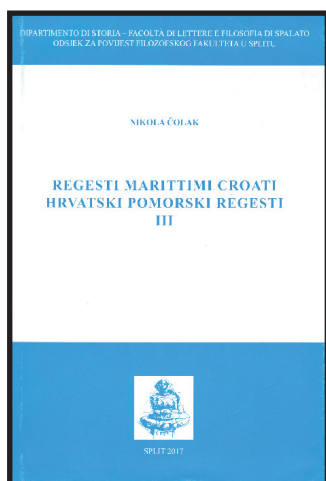 DIPARTIMENTO DI STORIA – FACOLTÀ DI LETTERE E FILOSOFIA DI SPALATO
ODSJEK ZA POVIJEST FILOZOFSKOG FAKULTETA U SPLITU
NIKOLA ČOLAK
REGESTI MARITTIMI CROATI
HRVATSKI POMORSKI REGESTI
III
SPLIT 2017